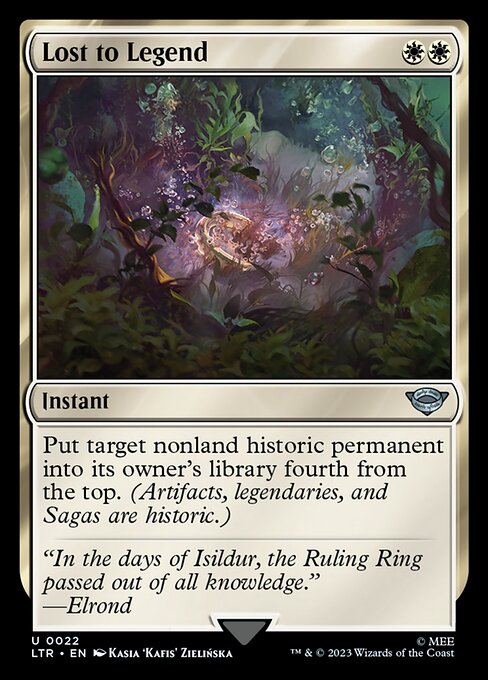 Lost to Legend
Instant
Put target nonland historic permanent
into its owner's library fourth from
the top. (Artifacts, legendaries, and
Sagas are historic.)
“In the days of Isildur, the Ruling Ring
passed out of all knowledge.”
—Elrond
U 0022
LTR • EN Kasia ‘Kafis’ Zielińska
© MEE
™ & © 2023 Wizards of the Coast